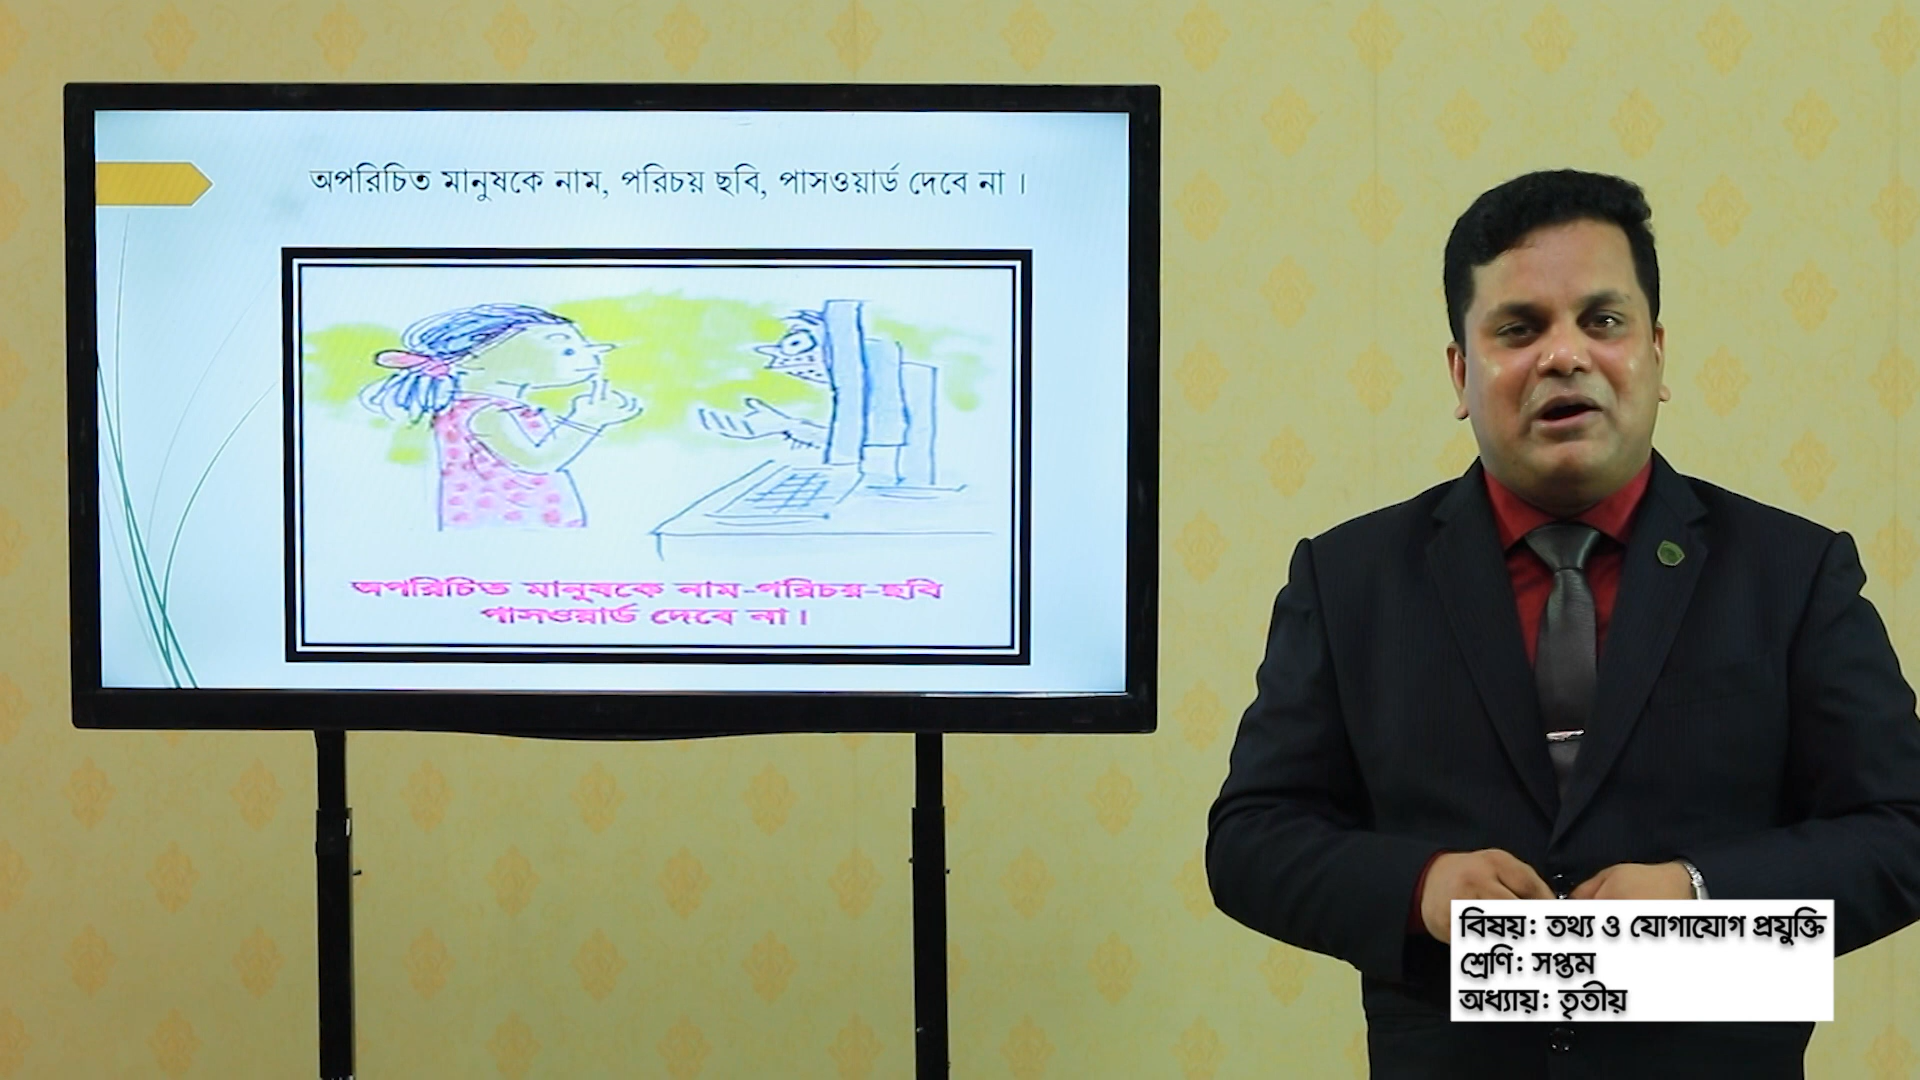 অপরিচিত মানুষকে নাম, পরিচয় ছবি, পাসওয়ার্ড দেবে না ।
অপরিচিত মানুষকে নাম-পরিচয়-ছবি
পাসওয়ার্ড দেবে না ।
বিষয়: তথ্য ও যোগাযোগ প্রযুক্তি
শ্রেণি: সপ্তম
অধ্যায়: তৃতীয়